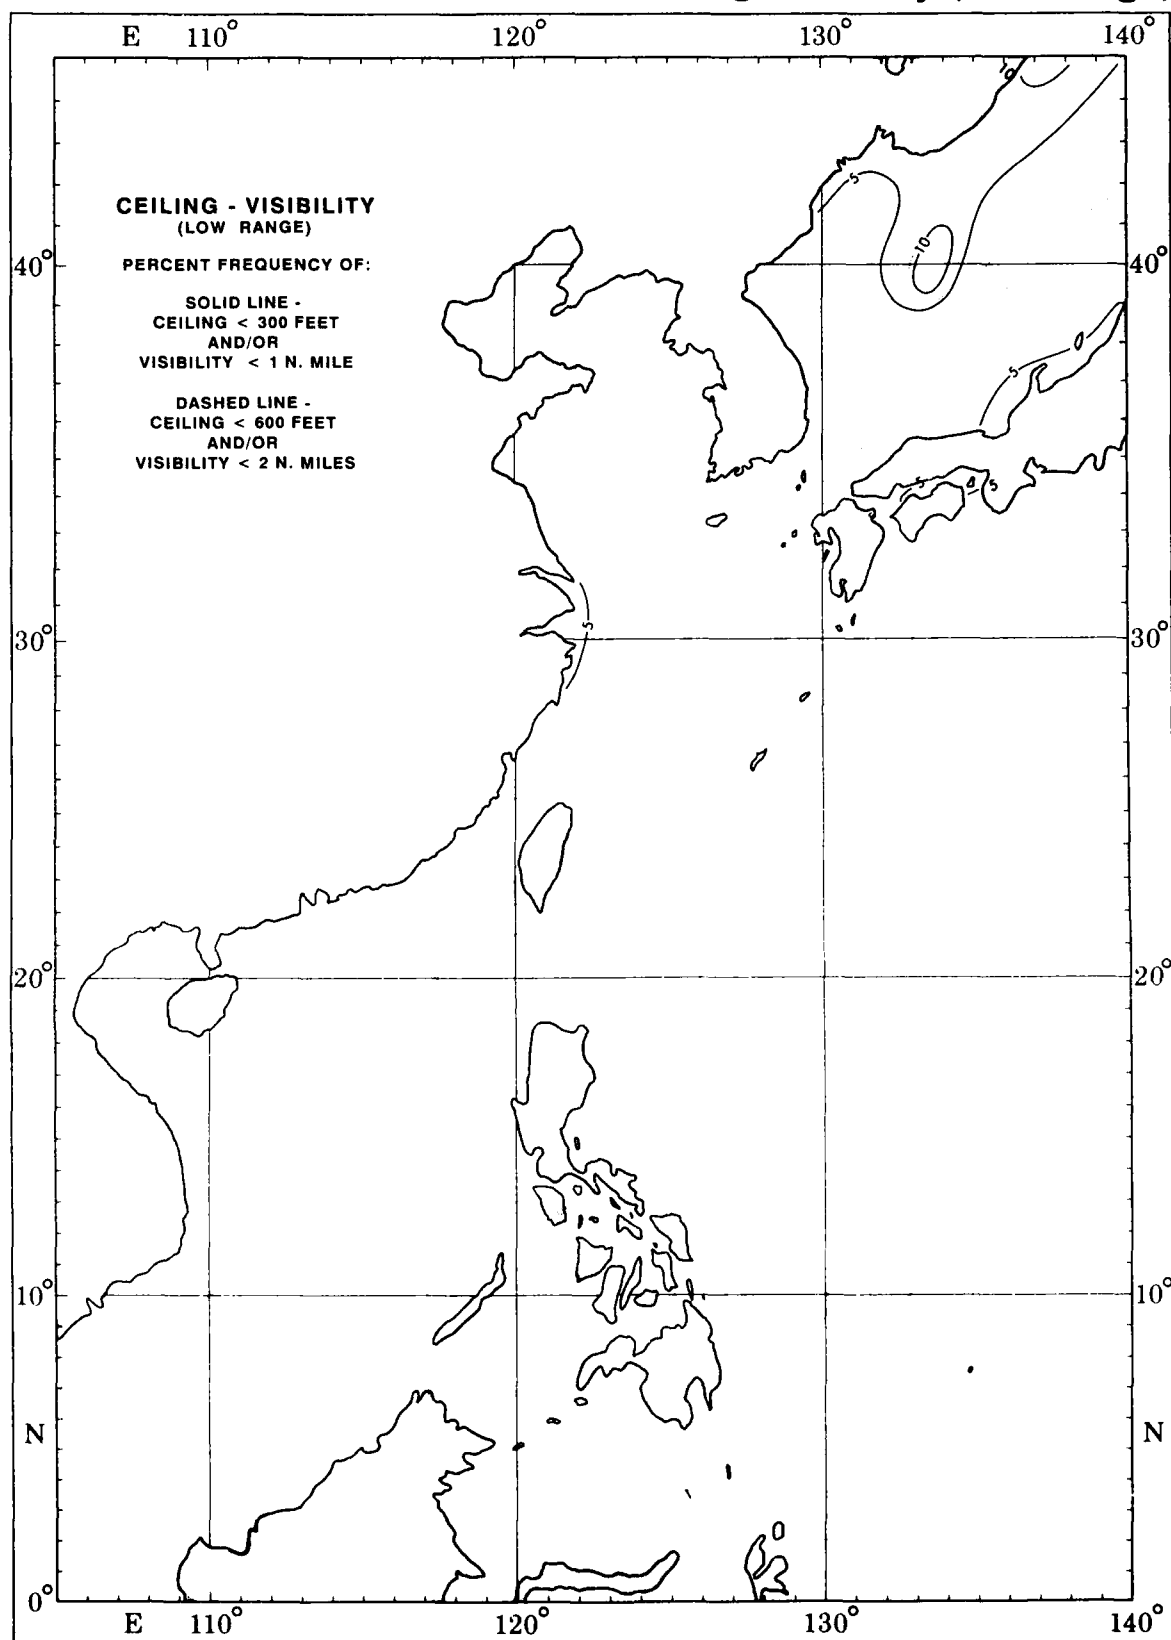 E 110° 120° 130° 140°
10
5
CEILING - VISIBILITY
(LOW RANGE)
10
40° 40°
PERCENT FREQUENCY OF:
SOLID LINE -
CEILING < 300 FEET
AND/OR
VISIBILITY < 1 N. MILE
5
DASHED LINE -
CEILING < 600 FEET
AND/OR
VISIBILITY < 2 N. MILES
5 5
5
30° 30°
20° 20°
10° 10°
N N
0° 0°
E 110° 120° 130° 140°